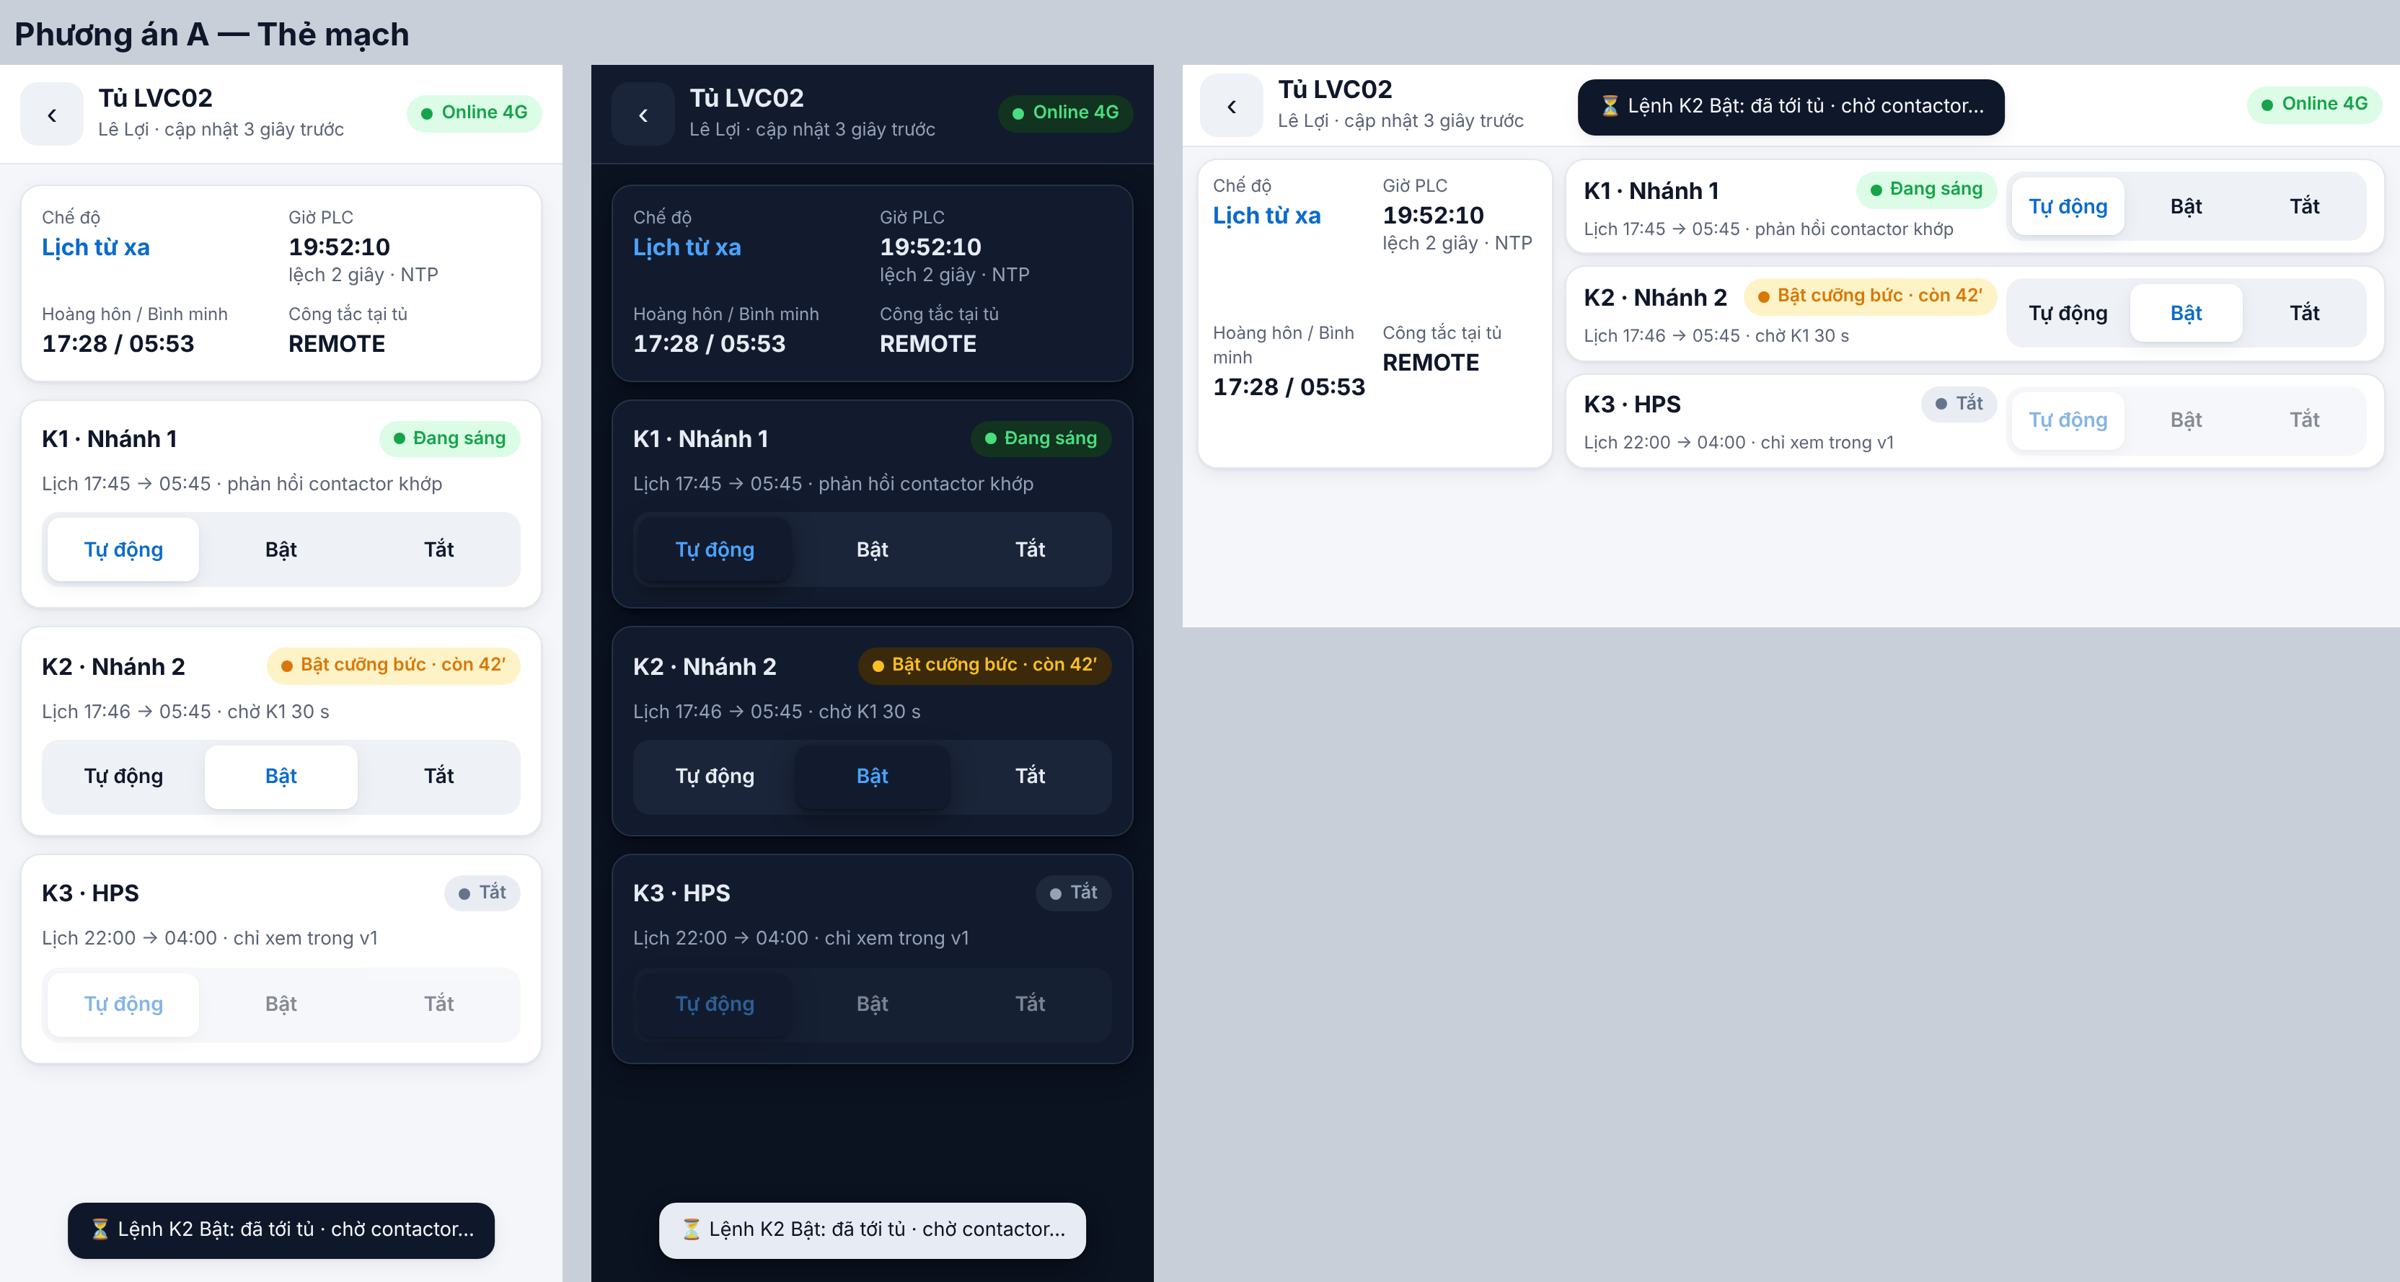 Phương án A — Thẻ mạch
‹
Tủ LVC02
Lê Lợi · cập nhật 3 giây trước
Online 4G
Chế độ
Lịch từ xa
Giờ PLC
19:52:10
lệch 2 giây · NTP
Hoàng hôn / Bình minh
17:28 / 05:53
Công tắc tại tủ
REMOTE
K1 · Nhánh 1
Đang sáng
Lịch 17:45 → 05:45 · phản hồi contactor khớp
Tự động Bật Tắt
K2 · Nhánh 2
Bật cưỡng bức · còn 42′
Lịch 17:46 → 05:45 · chờ K1 30 s
Tự động Bật Tắt
K3 · HPS
Tắt
Lịch 22:00 → 04:00 · chỉ xem trong v1
Tự động Bật Tắt
⏳ Lệnh K2 Bật: đã tới tủ · chờ contactor…
‹
Tủ LVC02
Lê Lợi · cập nhật 3 giây trước
Online 4G
Chế độ
Lịch từ xa
Giờ PLC
19:52:10
lệch 2 giây · NTP
Hoàng hôn / Bình minh
17:28 / 05:53
Công tắc tại tủ
REMOTE
K1 · Nhánh 1
Đang sáng
Lịch 17:45 → 05:45 · phản hồi contactor khớp
Tự động Bật Tắt
K2 · Nhánh 2
Bật cưỡng bức · còn 42′
Lịch 17:46 → 05:45 · chờ K1 30 s
Tự động Bật Tắt
K3 · HPS
Tắt
Lịch 22:00 → 04:00 · chỉ xem trong v1
Tự động Bật Tắt
⏳ Lệnh K2 Bật: đã tới tủ · chờ contactor…
‹
Tủ LVC02
Lê Lợi · cập nhật 3 giây trước
⏳ Lệnh K2 Bật: đã tới tủ · chờ contactor…
Online 4G
Chế độ
Lịch từ xa
Giờ PLC
19:52:10
lệch 2 giây · NTP
Hoàng hôn / Bình
minh
17:28 / 05:53
Công tắc tại tủ
REMOTE
K1 · Nhánh 1
Đang sáng
Lịch 17:45 → 05:45 · phản hồi contactor khớp
Tự động Bật Tắt
K2 · Nhánh 2
Bật cưỡng bức · còn 42′
Lịch 17:46 → 05:45 · chờ K1 30 s
Tự động Bật Tắt
K3 · HPS
Tắt
Lịch 22:00 → 04:00 · chỉ xem trong v1
Tự động Bật Tắt